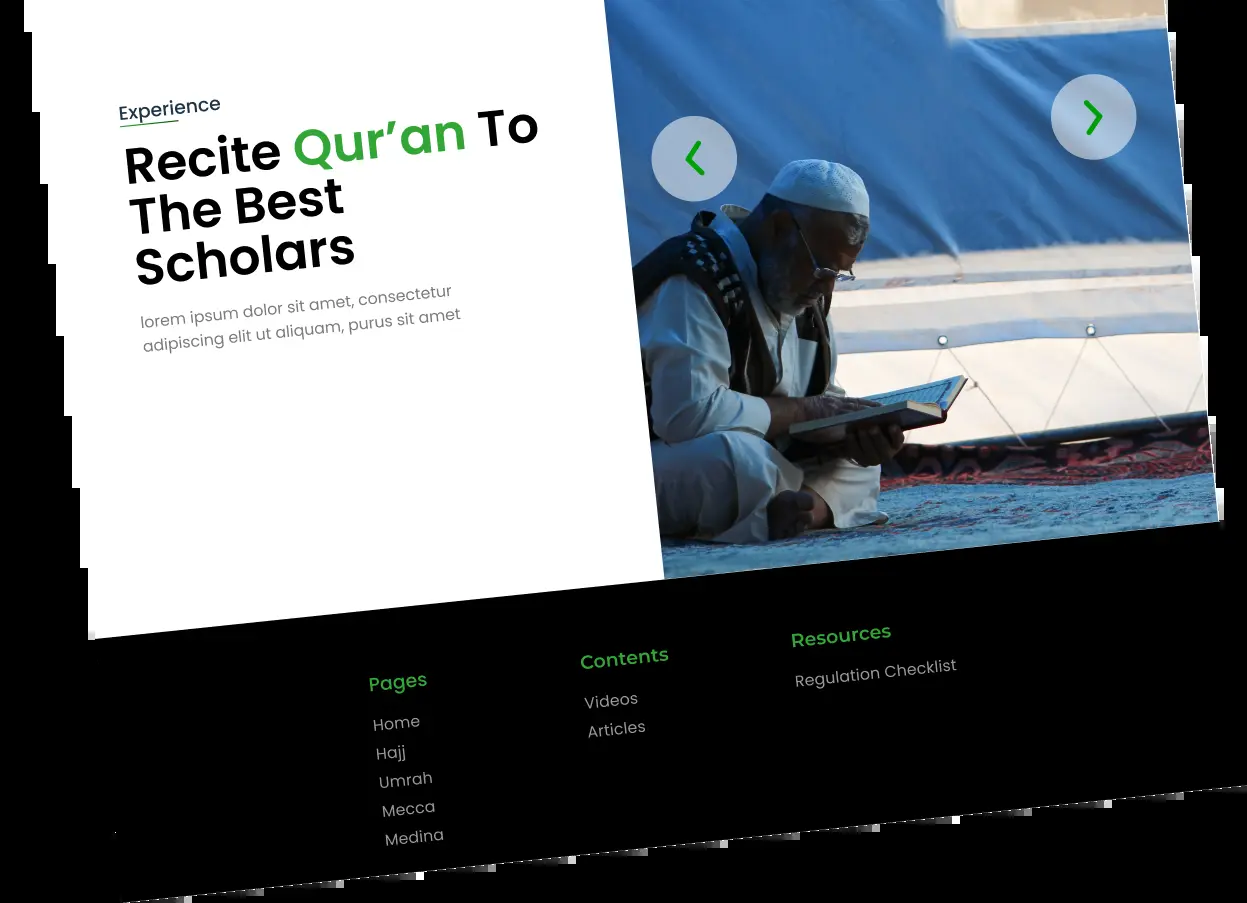 Experience
Recite Qur’an To
The Best
Scholars
lorem ipsum dolor sit amet, consectetur
adipiscing elit ut aliquam, purus sit amet
Pages
Home
Hajj
Umrah
Mecca
Medina
Contents
Videos
Articles
Resources
Regulation Checklist